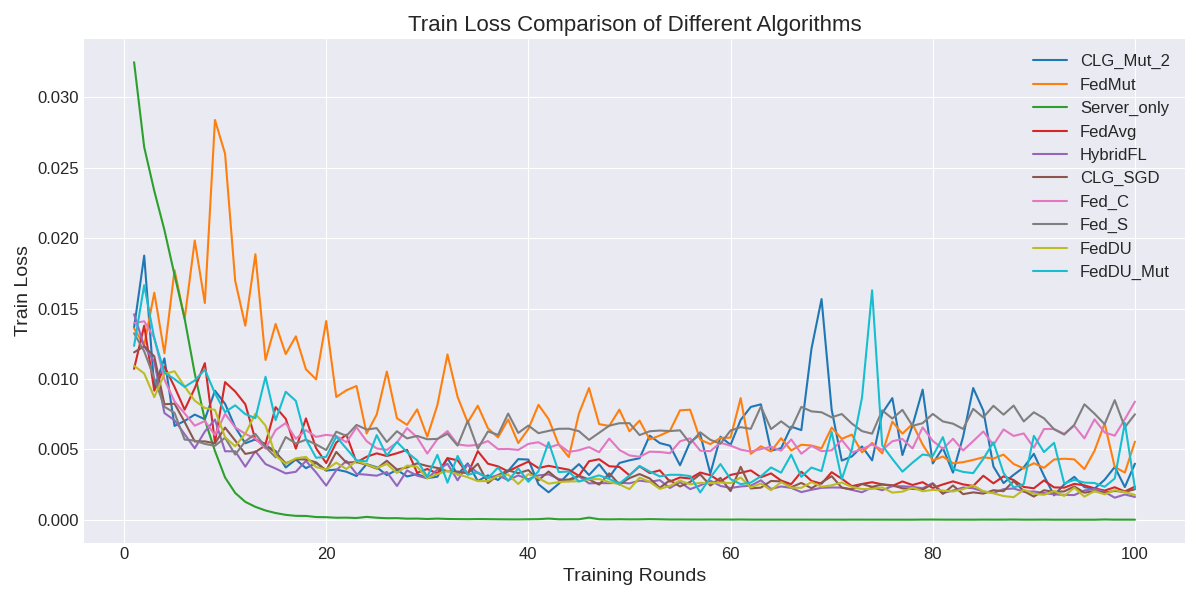 Train Loss Comparison of Different Algorithms
CLG_Mut_2
FedMut
Server_only
FedAvg
HybridFL
CLG_SGD
Fed_C
Fed_S
FedDU
FedDU_Mut
Train Loss
0.030
0.025
0.020
0.015
0.010
0.005
0.000
0 20 40 60 80 100
Training Rounds